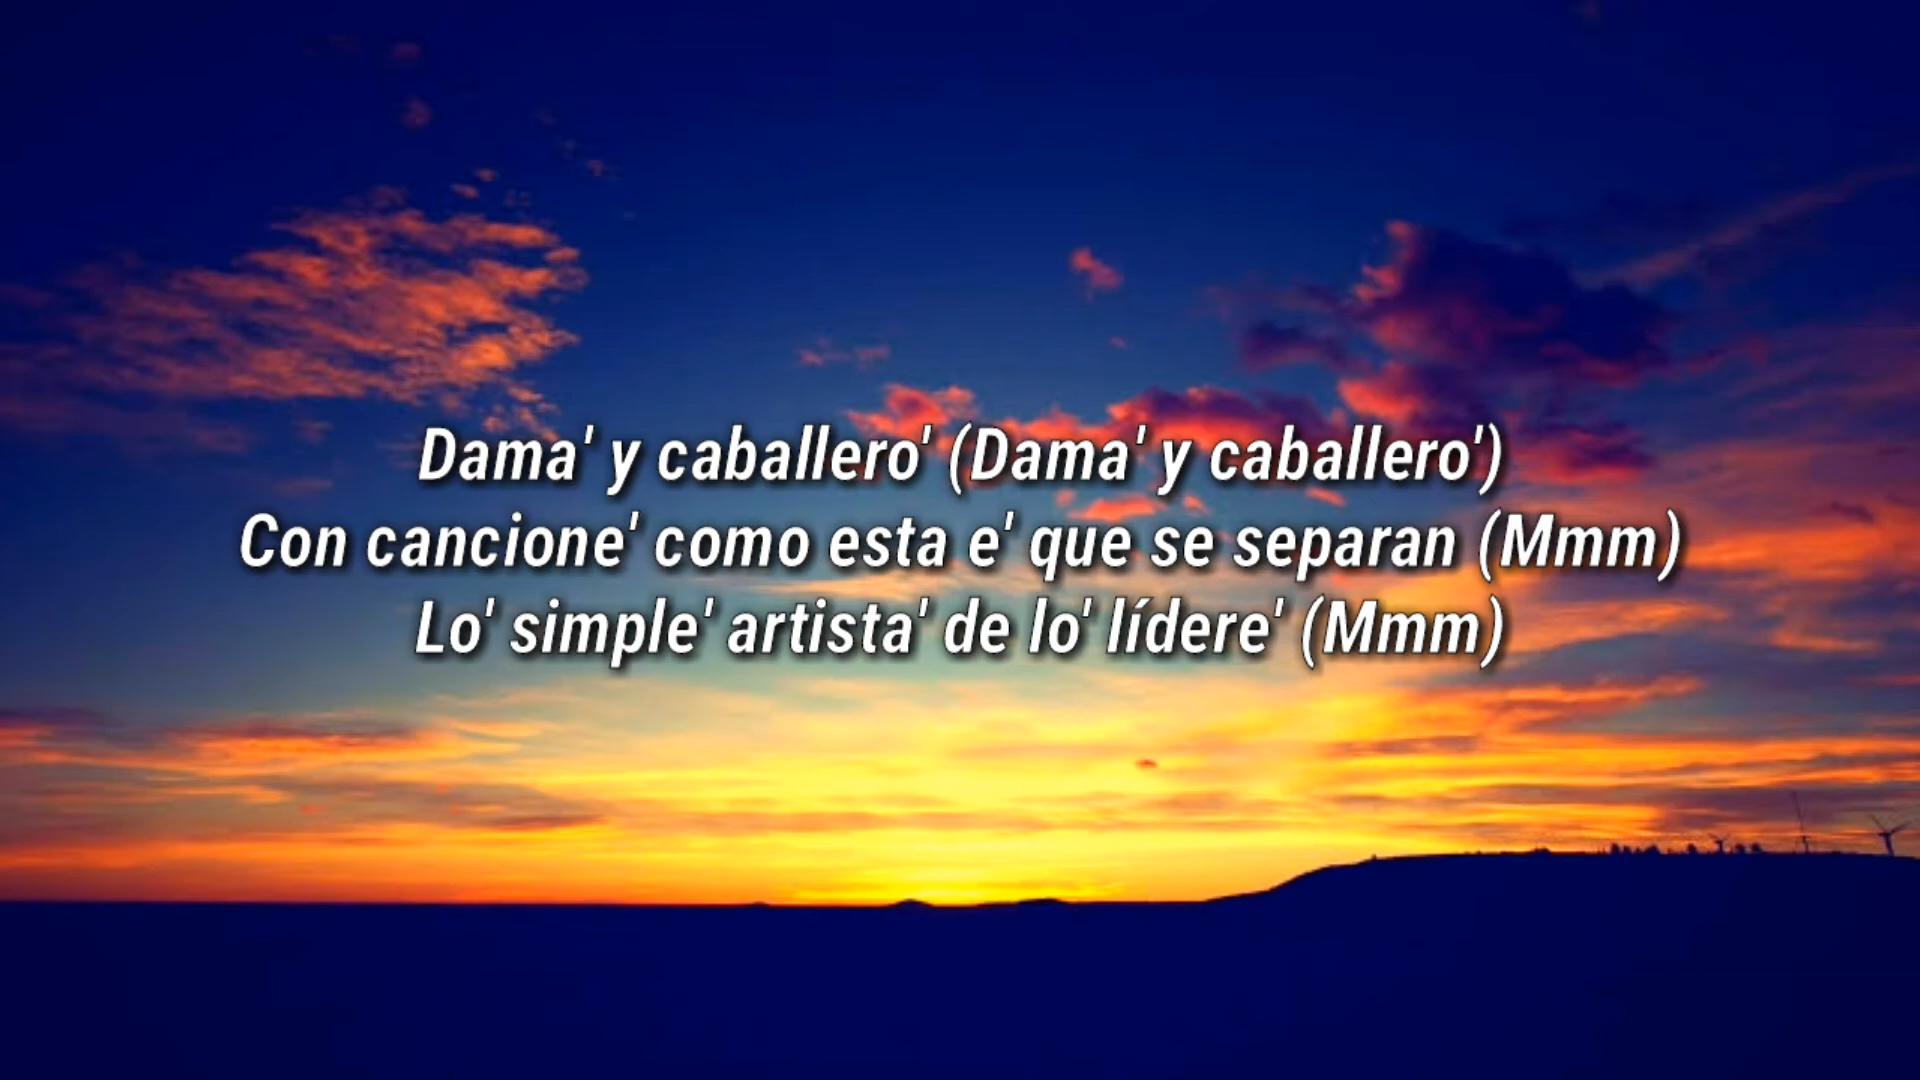 Dama' y caballero' (Dama' y caballero')
Con cancione' como esta e' que se separan (Mmm)
Lo' simple' artista' de lo' lídere' (Mmm)